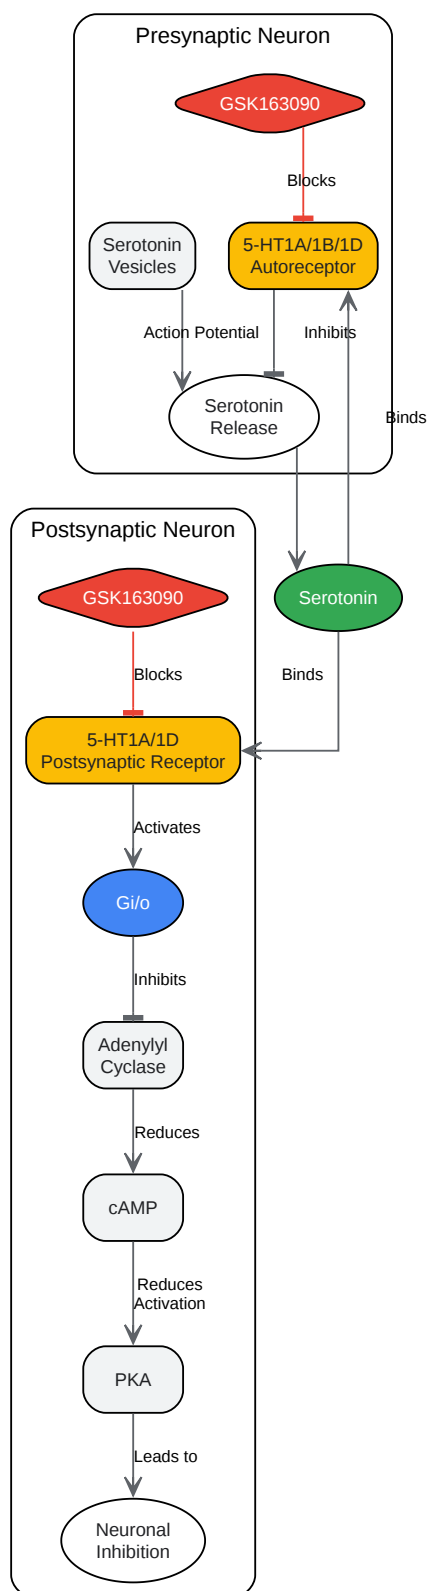 Presynaptic Neuron
GSK163090
Blocks
Serotonin
Vesicles
5-HT1A/1B/1D
Autoreceptor
Action Potential
Inhibits
Serotonin
Release
Binds
Postsynaptic Neuron
GSK163090
Serotonin
Blocks
Binds
5-HT1A/1D
Postsynaptic Receptor
Activates
Gi/o
Inhibits
Adenylyl
Cyclase
Reduces
cAMP
Reduces
Activation
PKA
Leads to
Neuronal
Inhibition